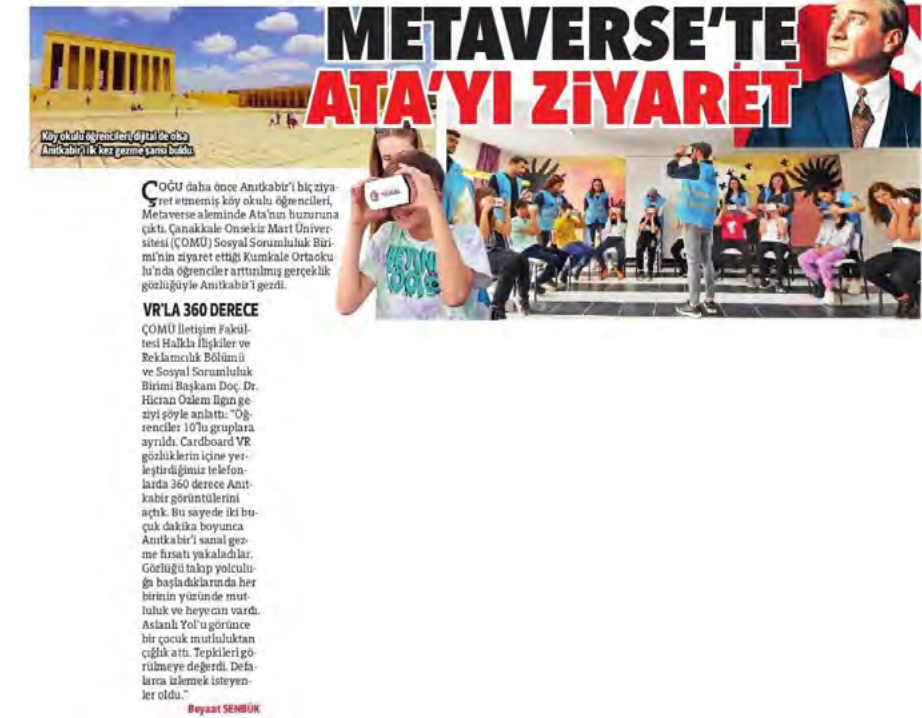 METAVERSE'TE
ATA'YI ZİYARET
Köy okulu öğrencileri, dijital de olsa
Anıtkabir'i ilk kez gezme şansı buldu.
ÇOĞU daha önce Anıtkabir'i hiç ziya-
ret etmemiş köy okulu öğrencileri,
Metaverse aleminde Ata'nın huzuruna
çıktı. Çanakkale Onsekiz Mart Üniver-
sitesi (ÇOMÜ) Sosyal Sorumluluk Biri-
mi'nin ziyaret ettiği Kumkale Ortaoku-
lu'nda öğrenciler arttırılmış gerçeklik
gözlüğüyle Anıtkabir'i gezdi.
VR'LA 360 DERECE
ÇOMÜ İletişim Fakül-
tesi Halkla İlişkiler ve
Reklamcılık Bölümü
ve Sosyal Sorumluluk
Birimi Başkanı Doç. Dr.
Hicran Özlem Ilgın ge-
ziyi şöyle anlattı: "Öğ-
renciler 10'lu gruplara
ayrıldı. Cardboard VR
gözlüklerin içine yer-
leştirdiğimiz telefon-
larda 360 derece Anıt-
kabir görüntülerini
açtık. Bu sayede iki bu-
çuk dakika boyunca
Anıtkabir'i sanal gez-
me fırsatı yakaladılar.
Gözlüğü takıp yolculu-
ğa başladıklarında her
birinin yüzünde mut-
luluk ve heyecan vardı.
Aslanlı Yol'u görünce
bir çocuk mutluluktan
çığlık attı. Tepkileri gö-
rülmeye değerdi. Defa-
larca izlemek isteyen-
ler oldu."
Beyazıt ŞENBÜK